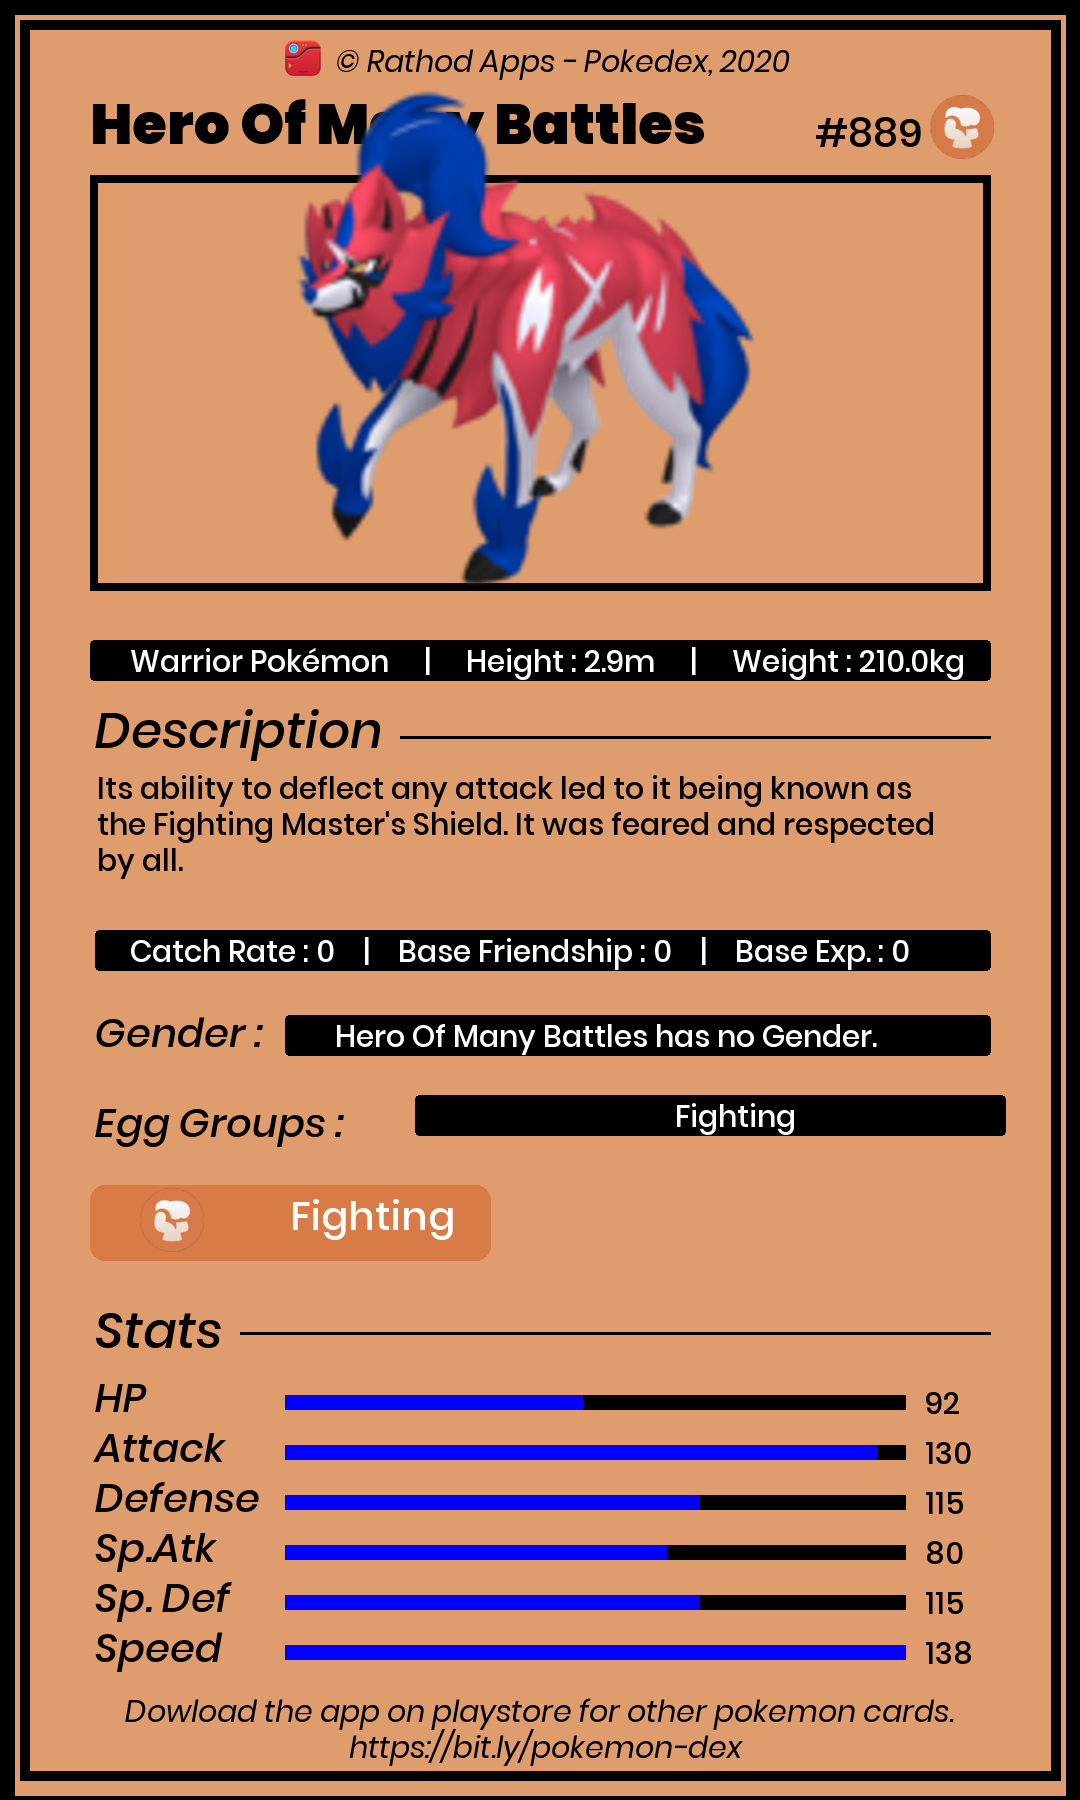 © Rathod Apps - Pokedex, 2020
Hero Of Many Battles #889
Warrior Pokémon | Height : 2.9m | Weight : 210.0kg
Description
Its ability to deflect any attack led to it being known as
the Fighting Master's Shield. It was feared and respected
by all.
Catch Rate : 0 | Base Friendship : 0 | Base Exp. : 0
Gender : Hero Of Many Battles has no Gender.
Egg Groups : Fighting
Fighting
Stats
HP 92
Attack 130
Defense 115
Sp.Atk 80
Sp. Def 115
Speed 138
Dowload the app on playstore for other pokemon cards.
https://bit.ly/pokemon-dex